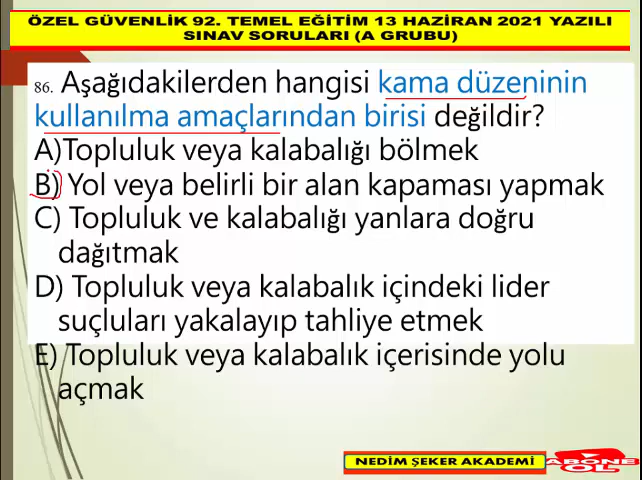 ÖZEL GÜVENLİK 92. TEMEL EĞİTİM 13 HAZİRAN 2021 YAZILI
SINAV SORULARI (A GRUBU)
86. Aşağıdakilerden hangisi kama düzeninin
kullanılma amaçlarından birisi değildir?
A)Topluluk veya kalabalığı bölmek
B) Yol veya belirli bir alan kapaması yapmak
C) Topluluk ve kalabalığı yanlara doğru
dağıtmak
D) Topluluk veya kalabalık içindeki lider
suçluları yakalayıp tahliye etmek
E) Topluluk veya kalabalık içerisinde yolu
açmak
NEDİM ŞEKER AKADEMİ
ABONE
OL